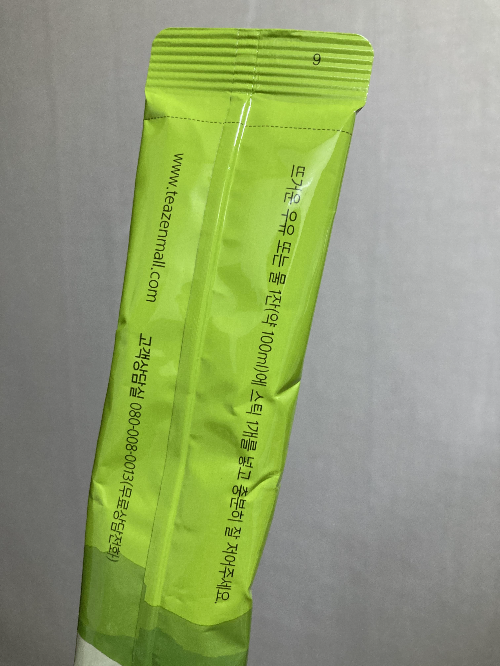 9
뜨거운 우유 또는 물 1잔(약 100ml)에 스틱 1개를 넣고 충분히 잘 저어주세요.
www.teazenmall.com
고객상담실 080-008-0013(무료상담전화)